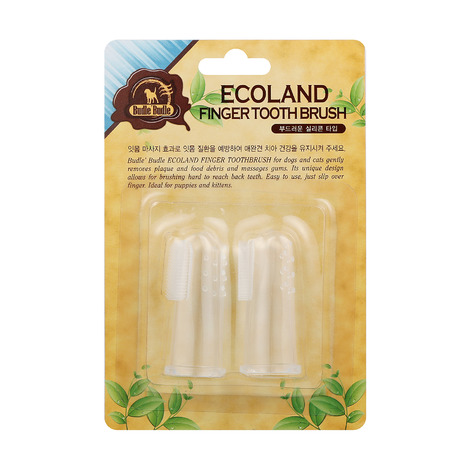 Budle' Budle
ECOLAND
FINGER TOOTH BRUSH
부드러운 실리콘 타입
잇몸 마사지 효과로 잇몸 질환을 예방하여 애완견 치아 건강을 유지시켜 주세요.
Budle' Budle ECOLAND FINGER TOOTHBRUSH for dogs and cats gently
removes plaque and food debris and massages gums. Its unique design
allows for brushing hard to reach back teeth. Easy to use, just slip over
finger. Ideal for puppies and kittens.